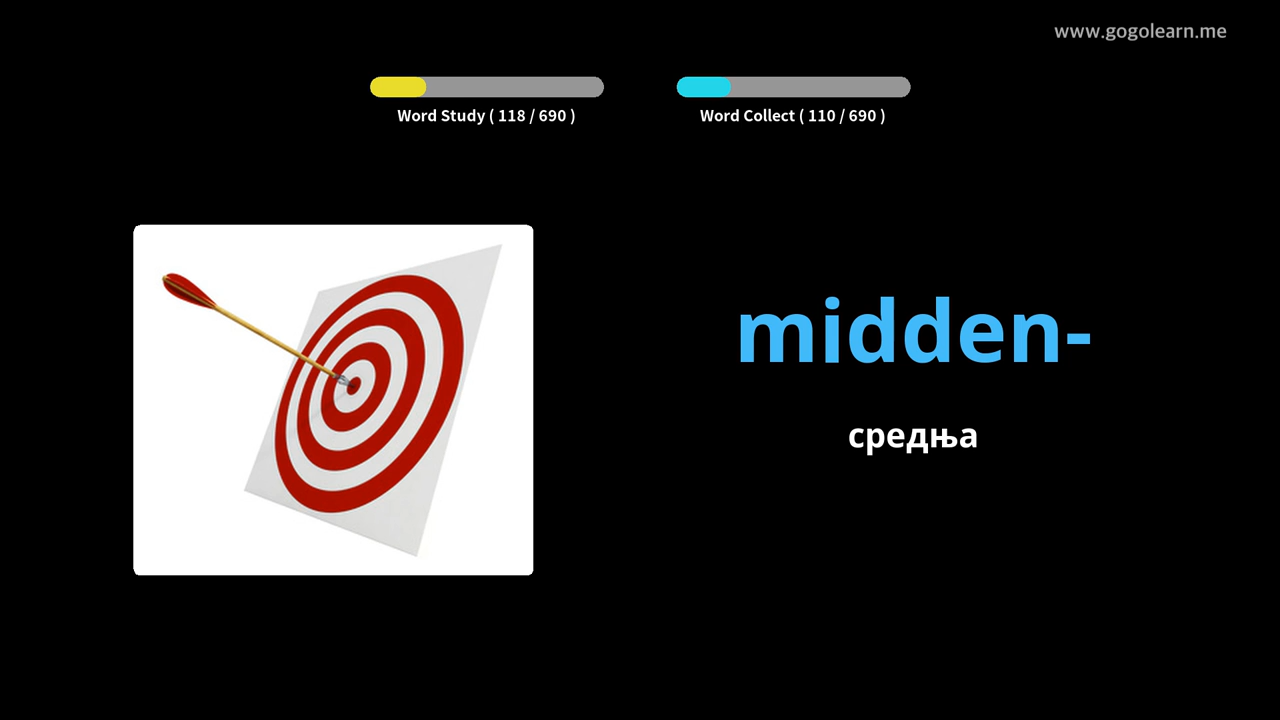 www.gogolearn.me
Word Study ( 118 / 690 )
Word Collect ( 110 / 690 )
midden-
средња